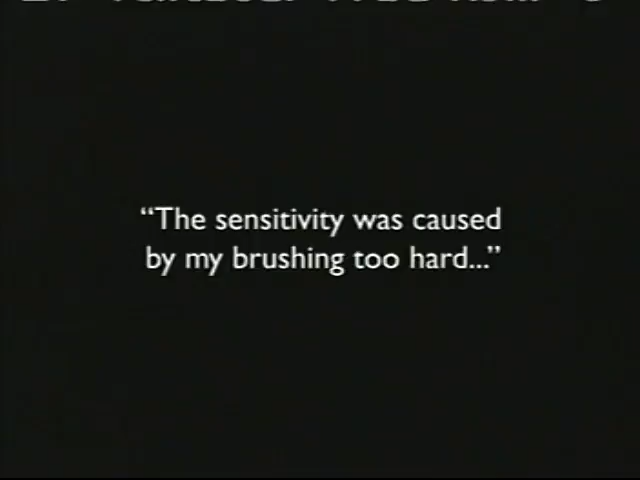 “The sensitivity was caused
by my brushing too hard...”